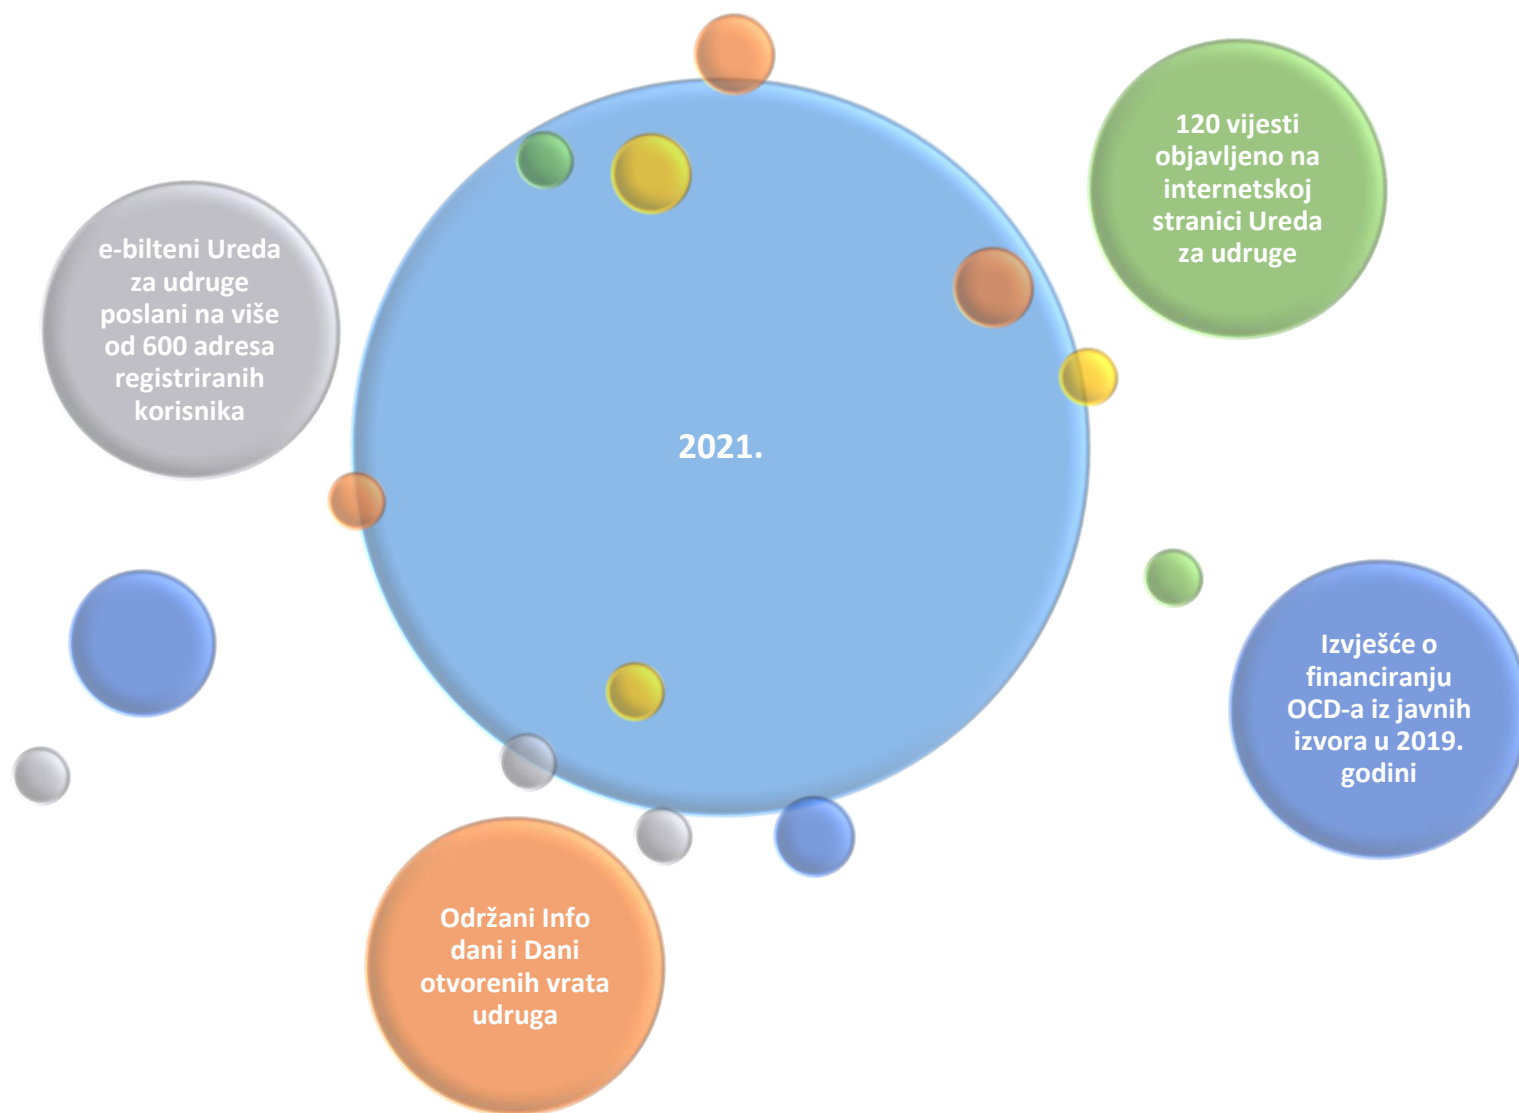 120 vijesti
objavljeno na
internetskoj
stranici Ureda
za udruge
e-bilteni Ureda
za udruge
poslani na više
od 600 adresa
registriranih
korisnika
2021.
Izvješće o
financiranju
OCD-a iz javnih
izvora u 2019.
godini
Održani Info
dani i Dani
otvorenih vrata
udruga